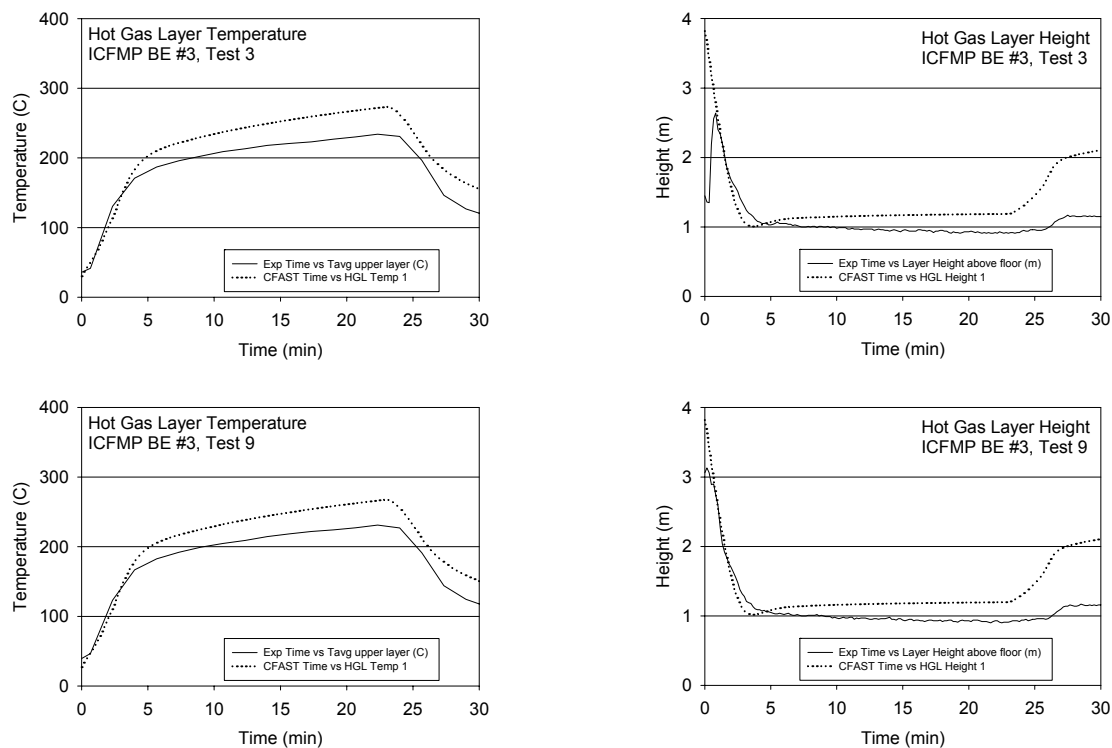 Hot Gas Layer Temperature
ICFMP BE #3, Test 3
Temperature (C)
400
300
200
100
0
Exp Time vs Tavg upper layer (C)
CFAST Time vs HGL Temp 1
0 5 10 15 20 25 30
Time (min)
Hot Gas Layer Height
ICFMP BE #3, Test 3
Height (m)
4
3
2
1
0
Exp Time vs Layer Height above floor (m)
CFAST Time vs HGL Height 1
0 5 10 15 20 25 30
Time (min)
Hot Gas Layer Temperature
ICFMP BE #3, Test 9
Temperature (C)
400
300
200
100
0
Exp Time vs Tavg upper layer (C)
CFAST Time vs HGL Temp 1
0 5 10 15 20 25 30
Time (min)
Hot Gas Layer Height
ICFMP BE #3, Test 9
Height (m)
4
3
2
1
0
Exp Time vs Layer Height above floor (m)
CFAST Time vs HGL Height 1
0 5 10 15 20 25 30
Time (min)